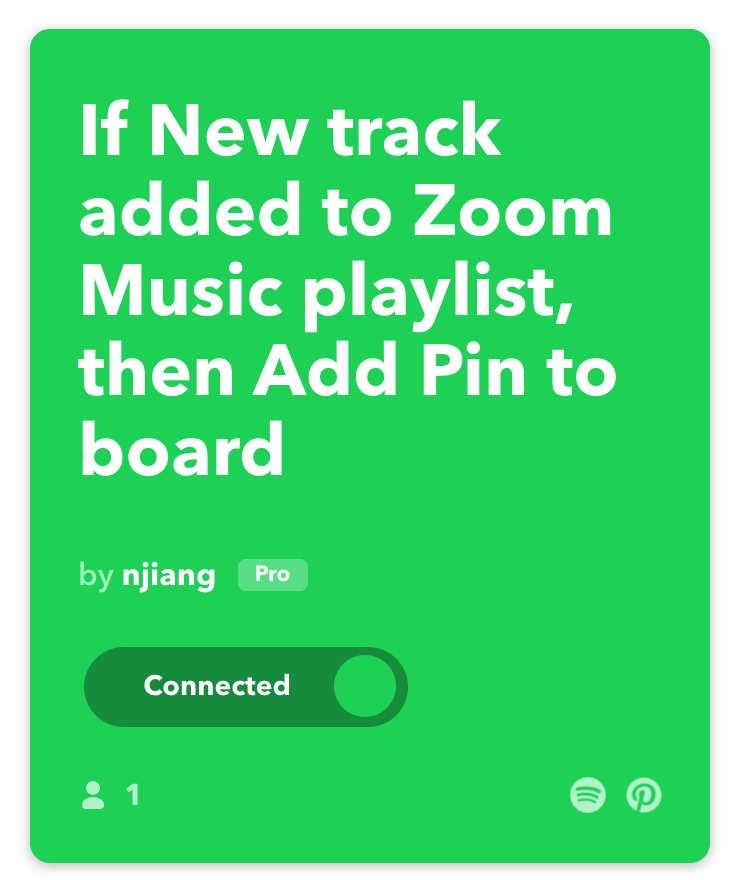 If New track
added to Zoom
Music playlist,
then Add Pin to
board
by njiang Pro
Connected
1